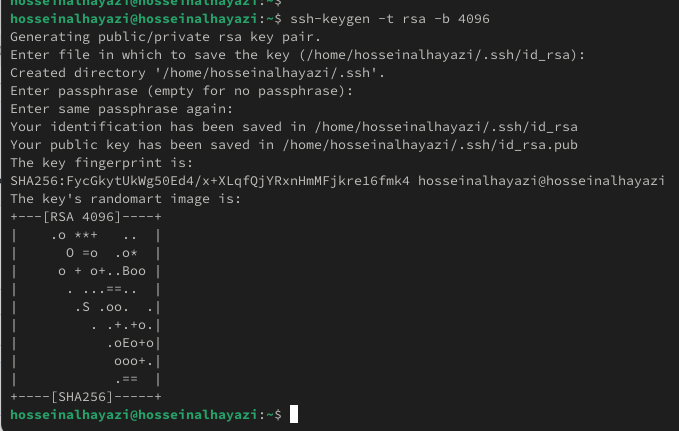 hosseinalhayazi@hosseinalhayazi:~$
hosseinalhayazi@hosseinalhayazi:~$ ssh-keygen -t rsa -b 4096
Generating public/private rsa key pair.
Enter file in which to save the key (/home/hosseinalhayazi/.ssh/id_rsa):
Created directory '/home/hosseinalhayazi/.ssh'.
Enter passphrase (empty for no passphrase):
Enter same passphrase again:
Your identification has been saved in /home/hosseinalhayazi/.ssh/id_rsa
Your public key has been saved in /home/hosseinalhayazi/.ssh/id_rsa.pub
The key fingerprint is:
SHA256:FycGkytUkWg50Ed4/x+XLqfQjYRxnHmMFjkre16fmk4 hosseinalhayazi@hosseinalhayazi
The key's randomart image is:
+---[RSA 4096]----+
|    .o **+   ..  |
|      O =o  .o*  |
|     o + o+..Boo |
|      . ...==..  |
|       .S .oo.  .|
|         . .+.+o.|
|           .oEo+o|
|            ooo+.|
|            .==  |
+----[SHA256]-----+
hosseinalhayazi@hosseinalhayazi:~$